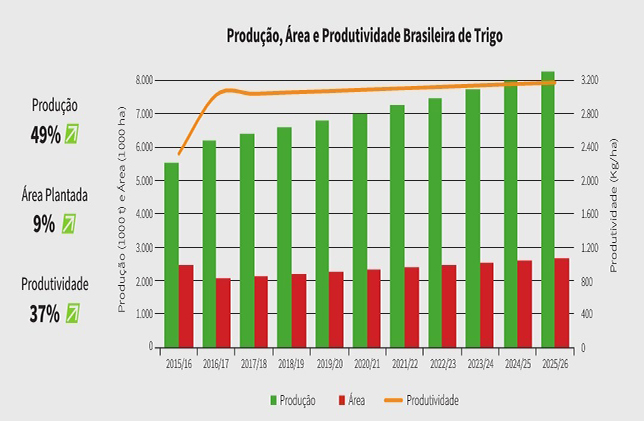 Produção, Área e Produtividade Brasileira de Trigo
Produção
49%
Área Plantada
9%
Produtividade
37%
Produção (1000 t) e Área (1000 ha)
8.000
7.000
6.000
5.000
4.000
3.000
2.000
1.000
0
3.200
2.800
2.400
2.000
1.600
1.200
800
400
0
Produtividade (Kg/ha)
2015/16 2016/17 2017/18 2018/19 2019/20 2020/21 2021/22 2022/23 2023/24 2024/25 2025/26
Produção Área Produtividade